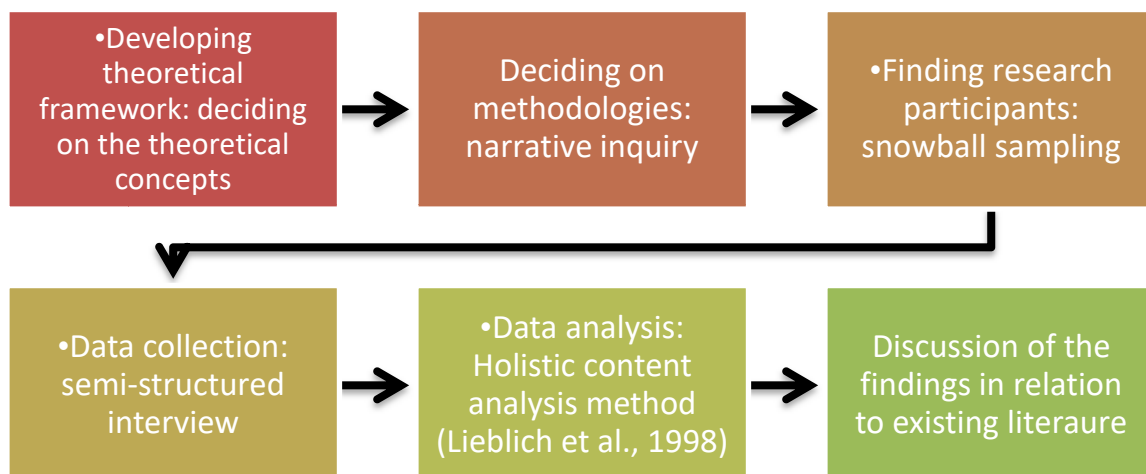 •Developing
theoretical
framework: deciding
on the theoretical
concepts
Deciding on
methodologies:
narrative inquiry
•Finding research
participants:
snowball sampling
•Data collection:
semi-structured
interview
•Data analysis:
Holistic content
analysis method
(Lieblich et al., 1998)
Discussion of the
findings in relation
to existing literaure